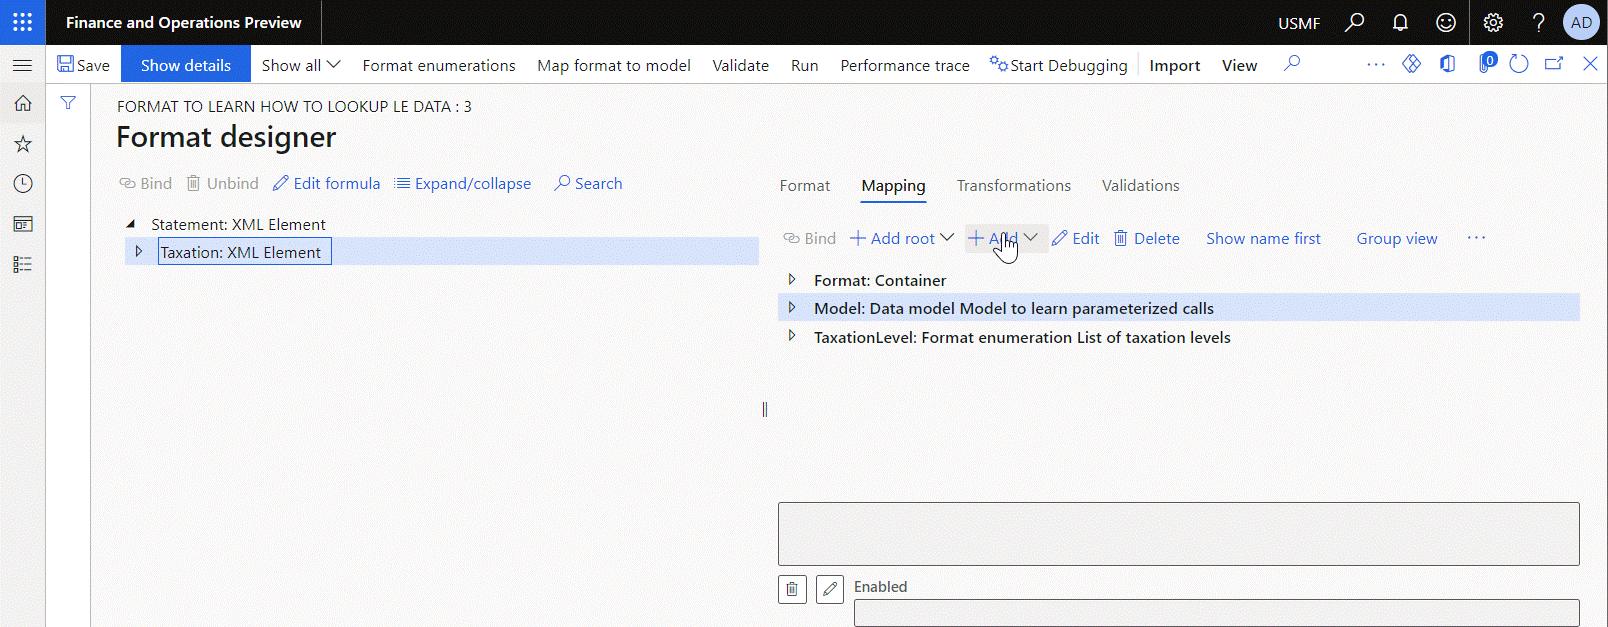 Finance and Operations Preview
USMF
AD
Save Show details Show all Format enumerations Map format to model Validate Run Performance trace Start Debugging Import View 0
FORMAT TO LEARN HOW TO LOOKUP LE DATA : 3
Format designer
Bind Unbind Edit formula Expand/collapse Search
Statement: XML Element
Taxation: XML Element
Format Mapping Transformations Validations
Bind Add root Add Edit Delete Show name first Group view
Format: Container
Model: Data model Model to learn parameterized calls
TaxationLevel: Format enumeration List of taxation levels
Enabled